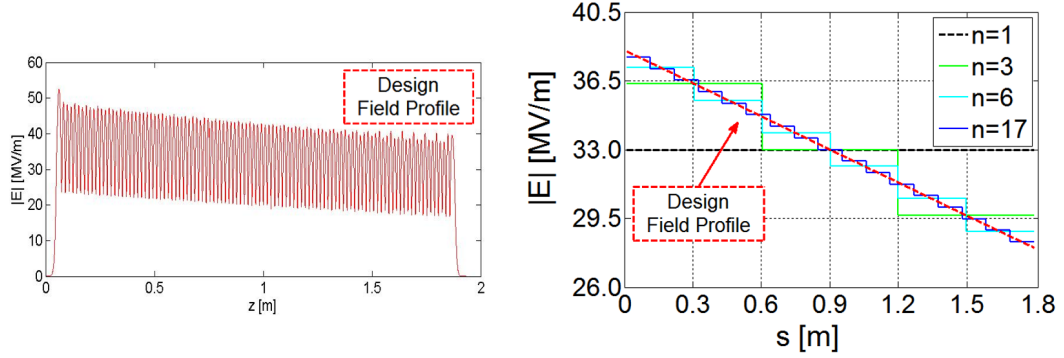 60
50
40
30
20
10
0
|E| [MV/m]
0
0.5
1
1.5
2
z [m]
Design
Field Profile
40.5
36.5
33.0
29.5
26.0
|E| [MV/m]
0
0.3
0.6
0.9
1.2
1.5
1.8
s [m]
n=1
n=3
n=6
n=17
Design
Field Profile